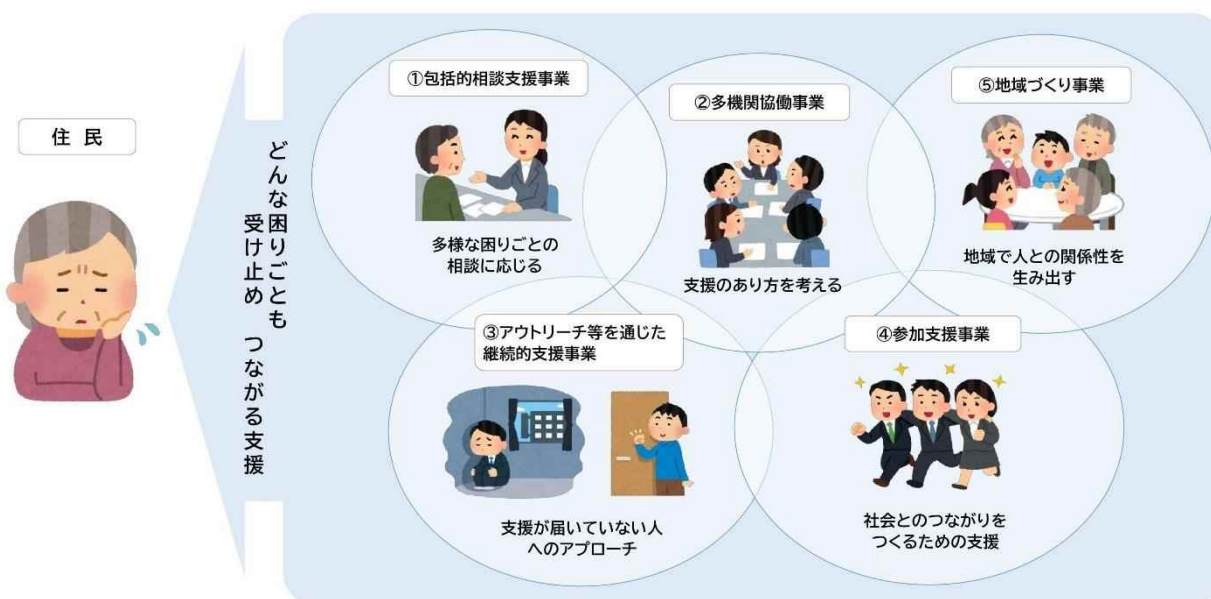 住民
どんな困りごとも
受け止め つながる支援
①包括的相談支援事業
多様な困りごとの
相談に応じる
②多機関協働事業
支援のあり方を考える
⑤地域づくり事業
地域で人との関係性を
生み出す
③アウトリーチ等を通じた
継続的支援事業
支援が届いていない人
へのアプローチ
④参加支援事業
社会とのつながりを
つくるための支援